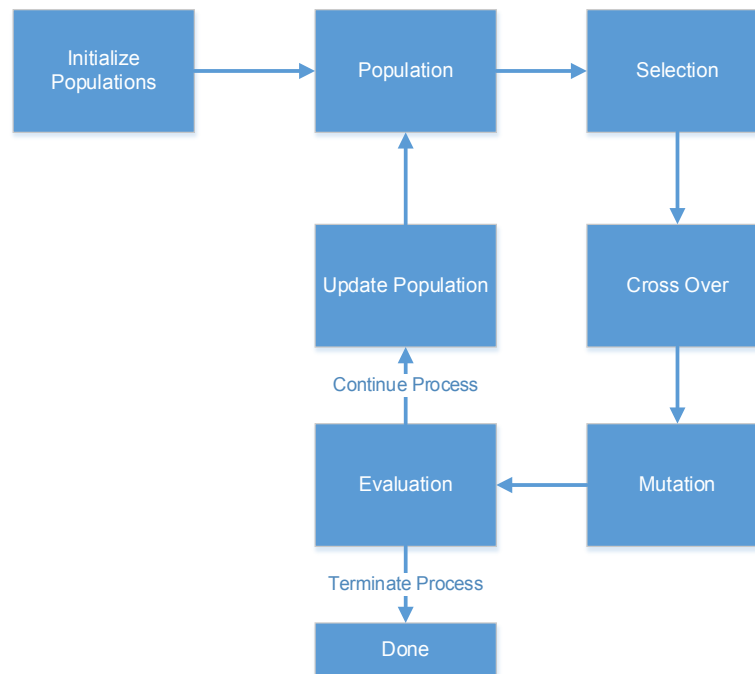 Initialize
Populations
Population
Selection
Update Population
Cross Over
Continue Process
Evaluation
Mutation
Terminate Process
Done